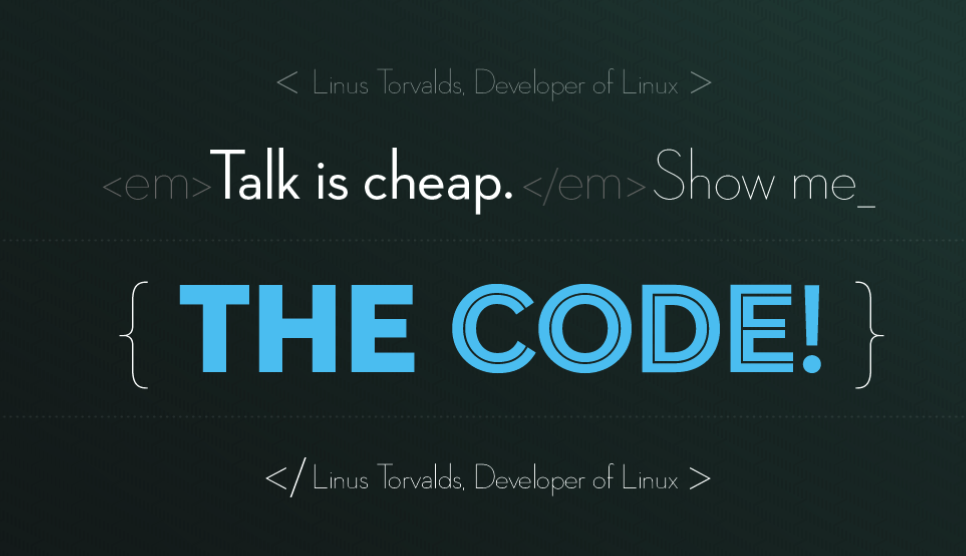 < Linus Torvalds, Developer of Linux >
<em>Talk is cheap.</em>Show me_
{ THE CODE! }
</Linus Torvalds, Developer of Linux >